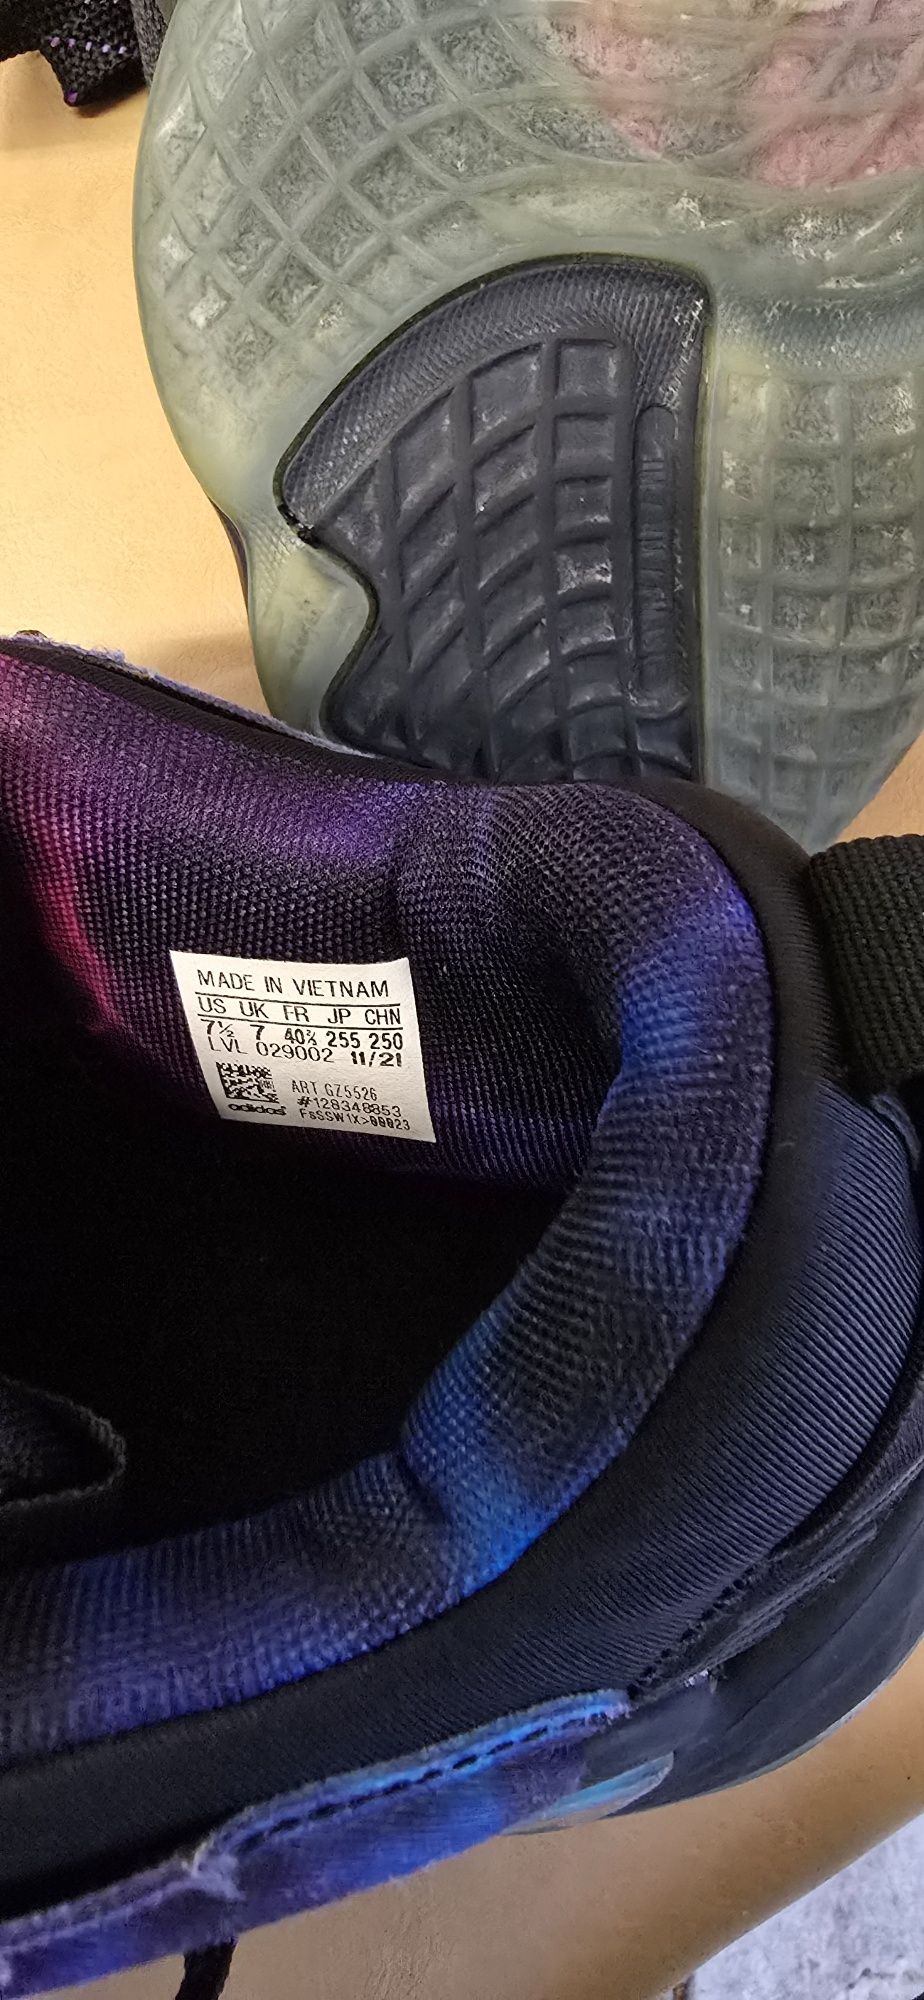 MADE IN VIETNAM
US UK FR JP CHN
7½ 7 40⅔ 255 250
LVL 029002 11/21
ART GZ5526
#128348853
adidas